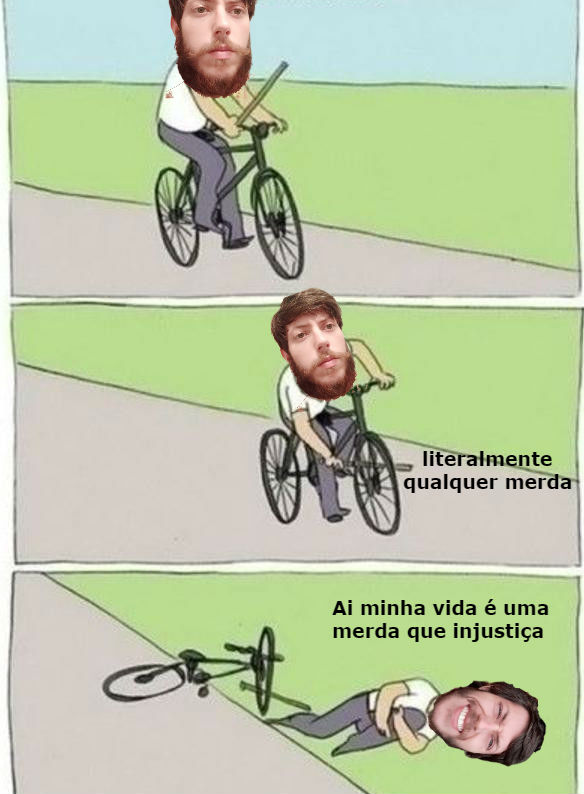 literalmente
qualquer merda
Ai minha vida é uma
merda que injustiça